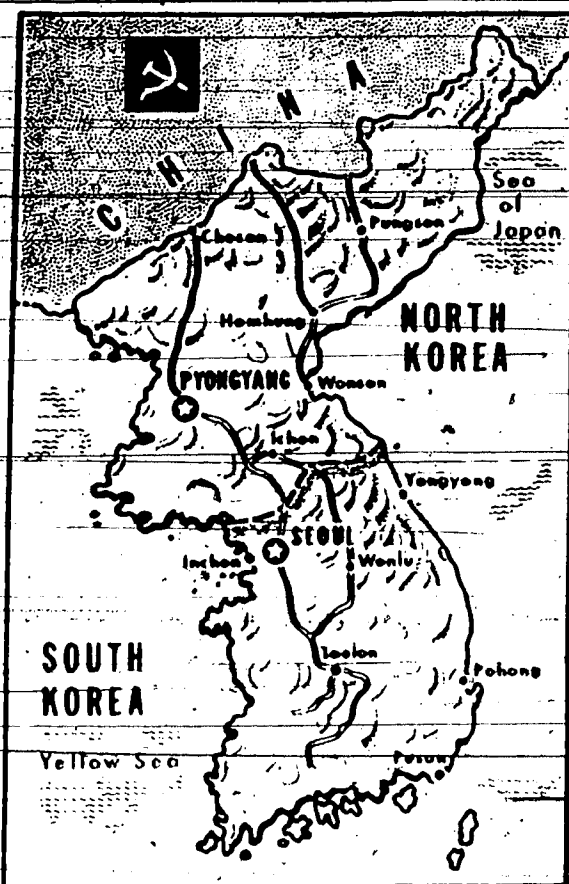 CHINA
Sea
of
Japan
Chosan
Pungsan
Hamhung
NORTH
KOREA
PYONGYANG
Wonsan
Ichon
Yangyang
SEOUL
Inchon
Wonju
SOUTH
KOREA
Taejon
Pohang
Yellow Sea
Pusan